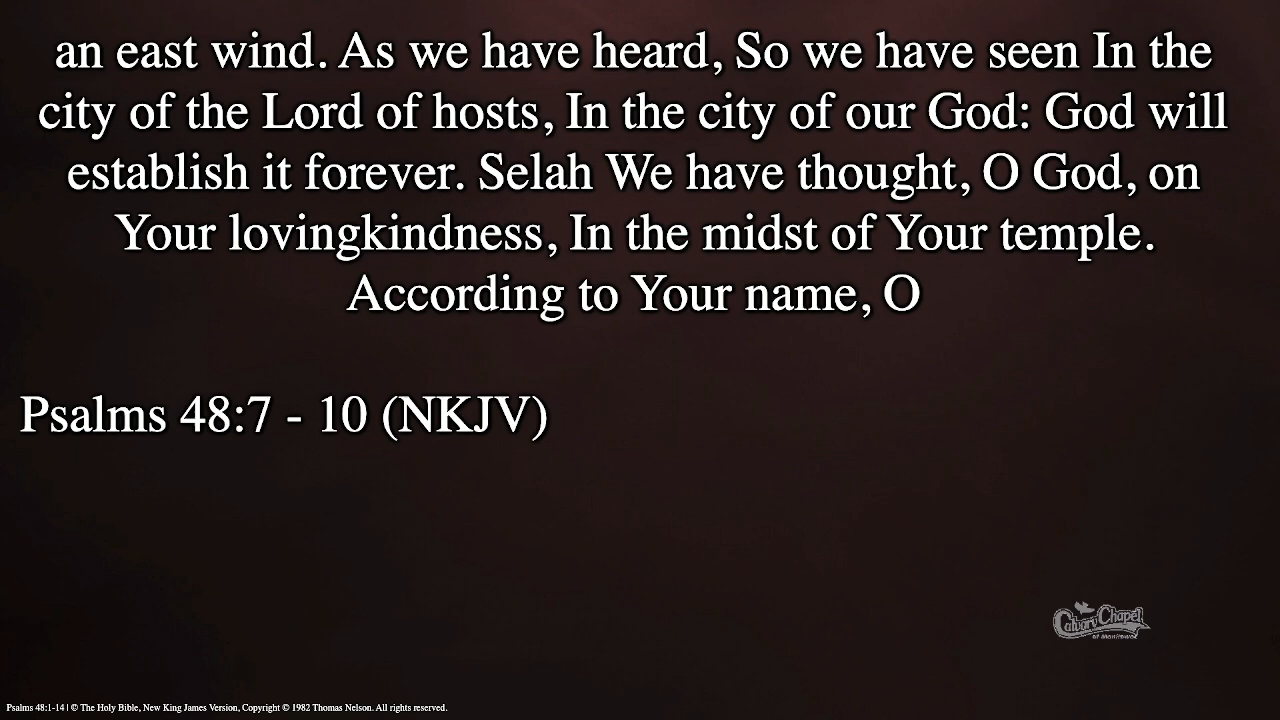 an east wind. As we have heard, So we have seen In the
city of the Lord of hosts, In the city of our God: God will
establish it forever. Selah We have thought, O God, on
Your lovingkindness, In the midst of Your temple.
According to Your name, O
Psalms 48:7 - 10 (NKJV)
Calvary Chapel
of Manitowoc
Psalms 48:1-14 | © The Holy Bible, New King James Version, Copyright © 1982 Thomas Nelson. All rights reserved.